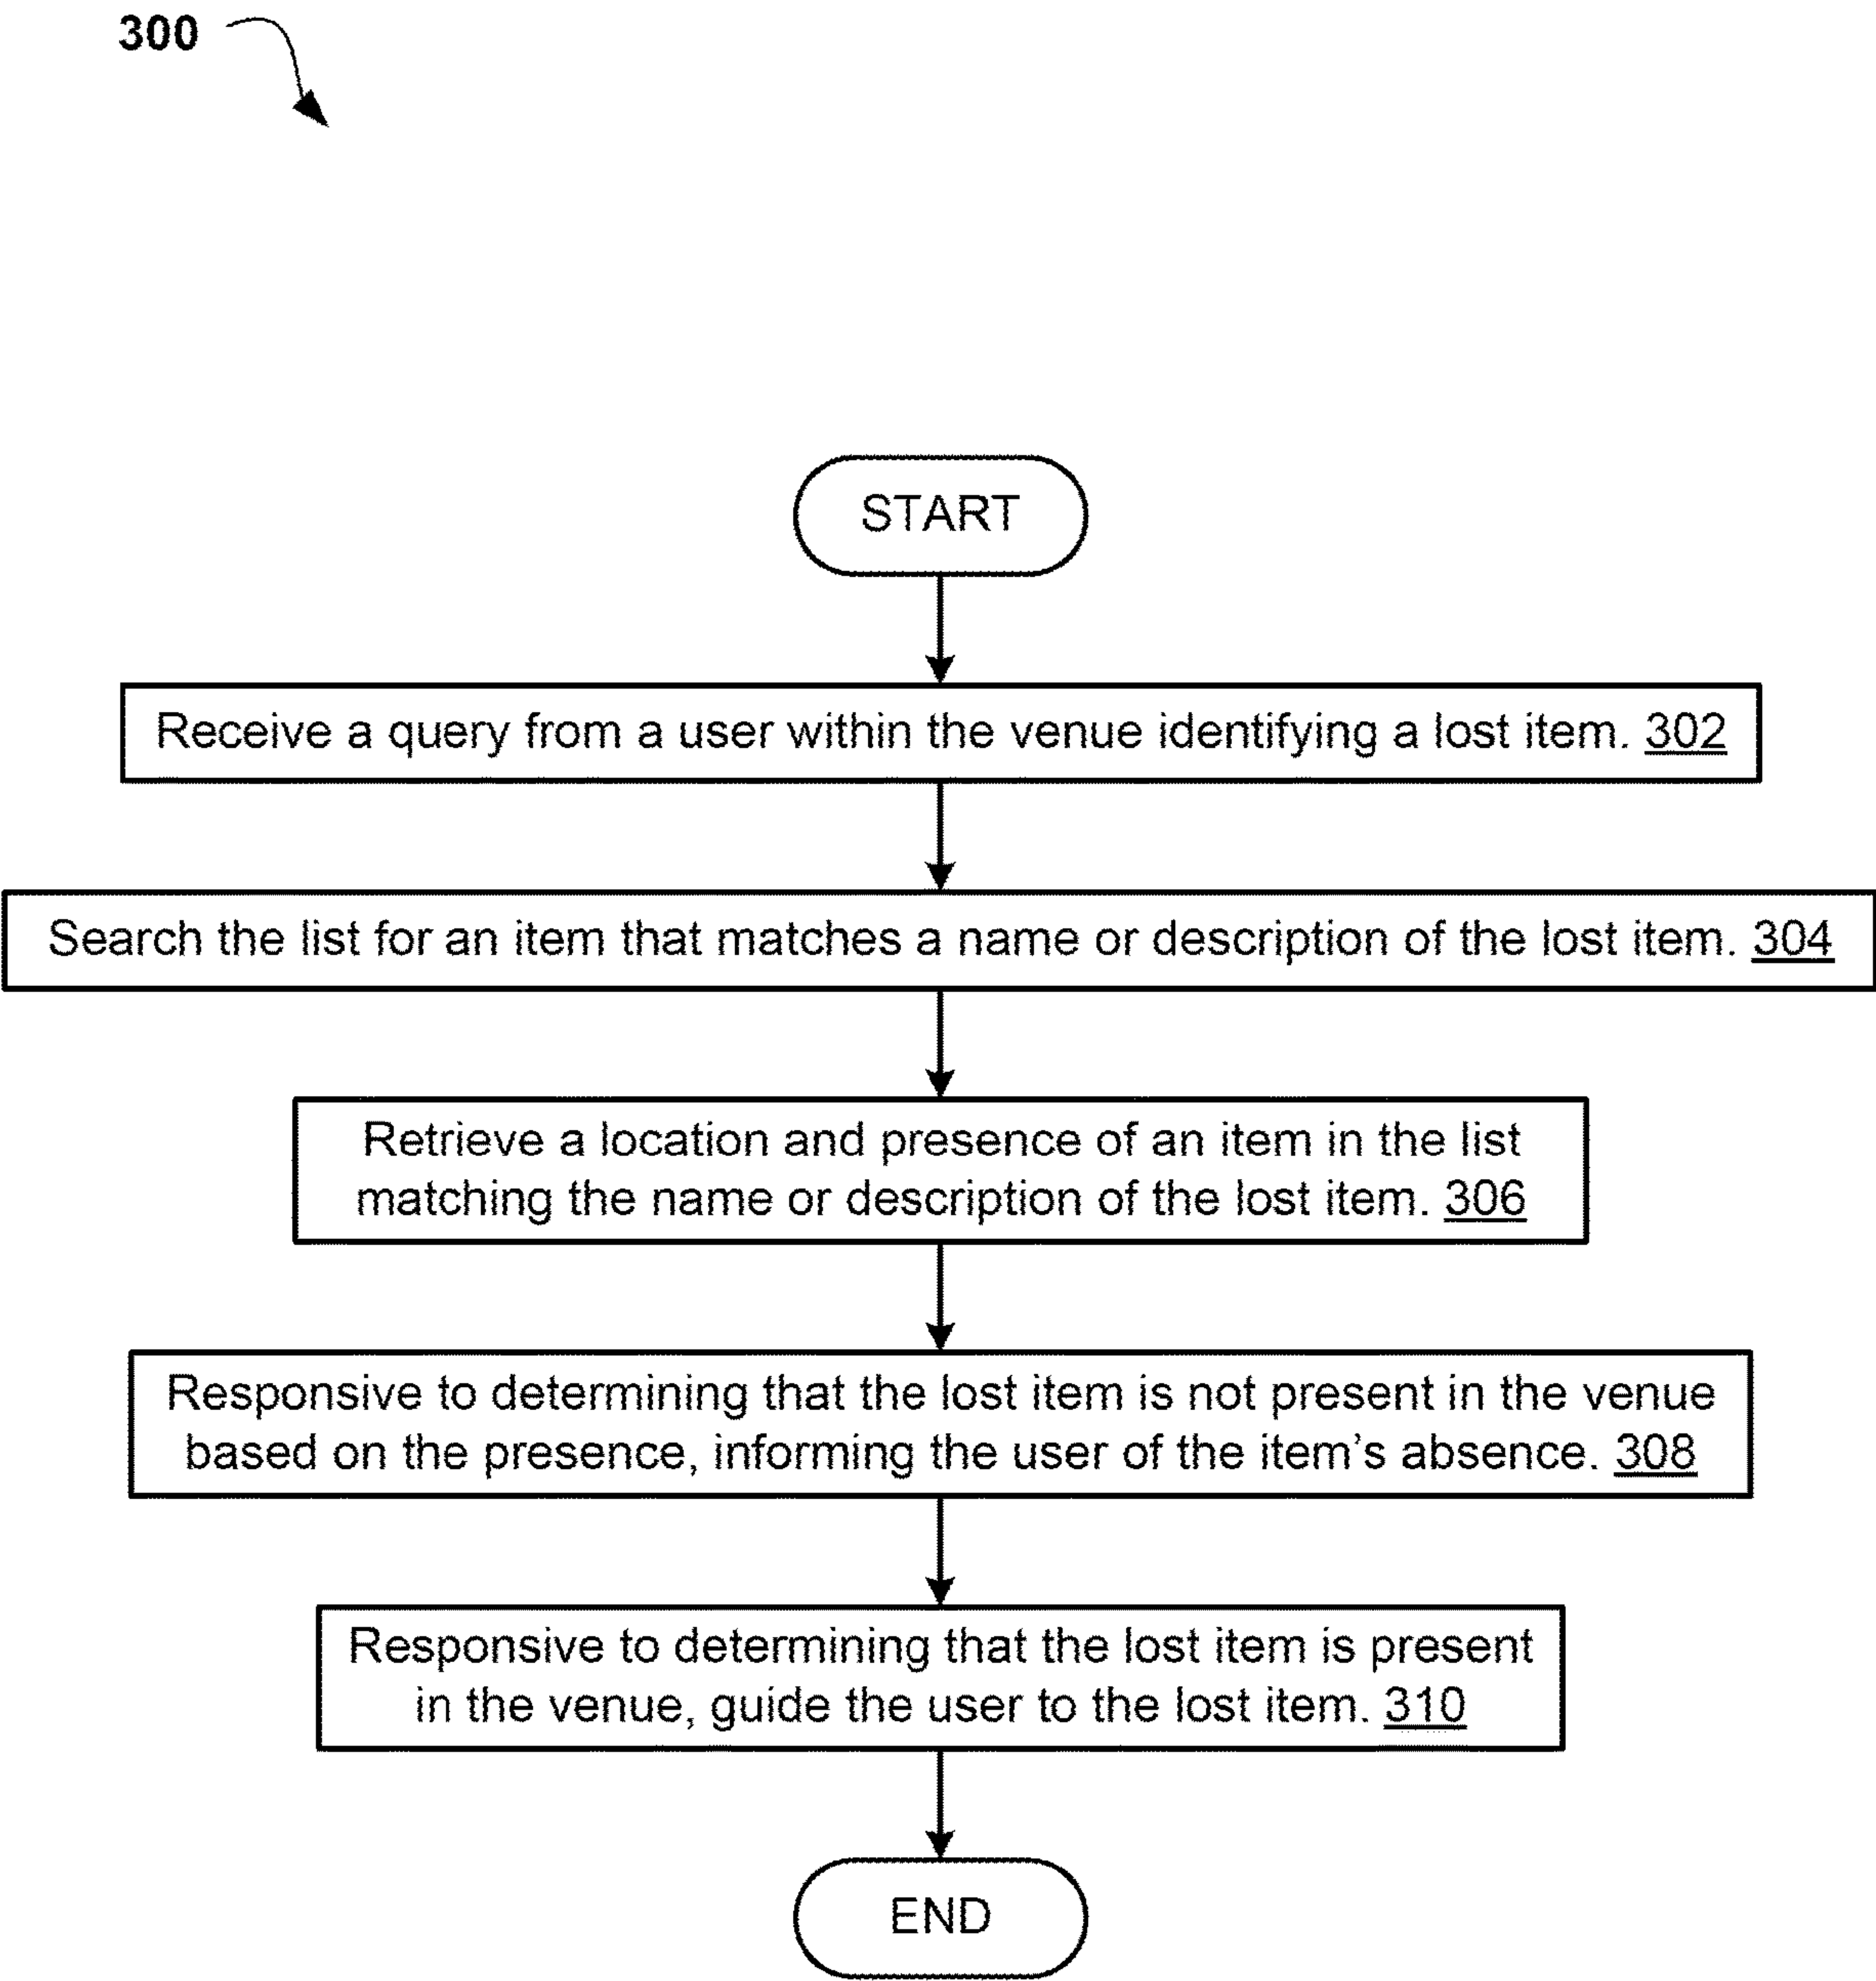 300
START
Receive a query from a user within the venue identifying a lost item. 302
Search the list for an item that matches a name or description of the lost item. 304
Retrieve a location and presence of an item in the list
matching the name or description of the lost item. 306
Responsive to determining that the lost item is not present in the venue
based on the presence, informing the user of the item's absence. 308
Responsive to determining that the lost item is present
in the venue, guide the user to the lost item. 310
END